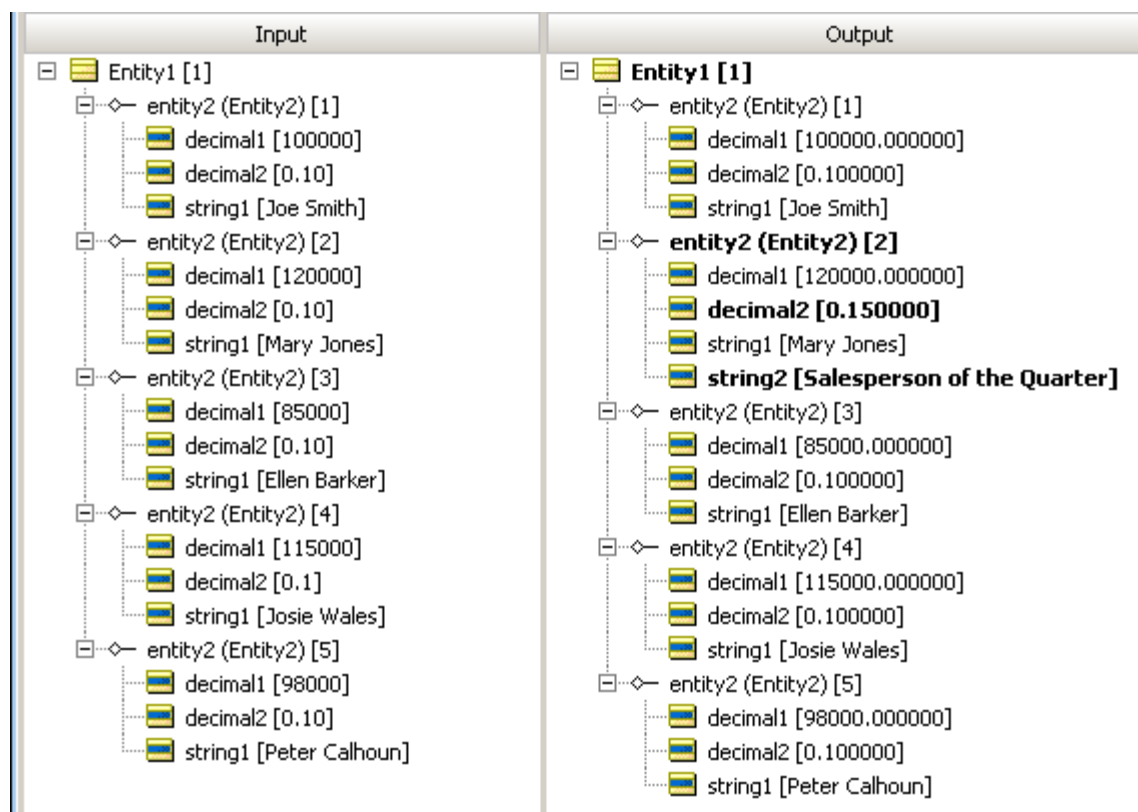 Input
Entity1 [1]
entity2 (Entity2) [1]
decimal1 [100000]
decimal2 [0.10]
string1 [Joe Smith]
entity2 (Entity2) [2]
decimal1 [120000]
decimal2 [0.10]
string1 [Mary Jones]
entity2 (Entity2) [3]
decimal1 [85000]
decimal2 [0.10]
string1 [Ellen Barker]
entity2 (Entity2) [4]
decimal1 [115000]
decimal2 [0.1]
string1 [Josie Wales]
entity2 (Entity2) [5]
decimal1 [98000]
decimal2 [0.10]
string1 [Peter Calhoun]
Output
Entity1 [1]
entity2 (Entity2) [1]
decimal1 [100000.000000]
decimal2 [0.100000]
string1 [Joe Smith]
entity2 (Entity2) [2]
decimal1 [120000.000000]
decimal2 [0.150000]
string1 [Mary Jones]
string2 [Salesperson of the Quarter]
entity2 (Entity2) [3]
decimal1 [85000.000000]
decimal2 [0.100000]
string1 [Ellen Barker]
entity2 (Entity2) [4]
decimal1 [115000.000000]
decimal2 [0.100000]
string1 [Josie Wales]
entity2 (Entity2) [5]
decimal1 [98000.000000]
decimal2 [0.100000]
string1 [Peter Calhoun]